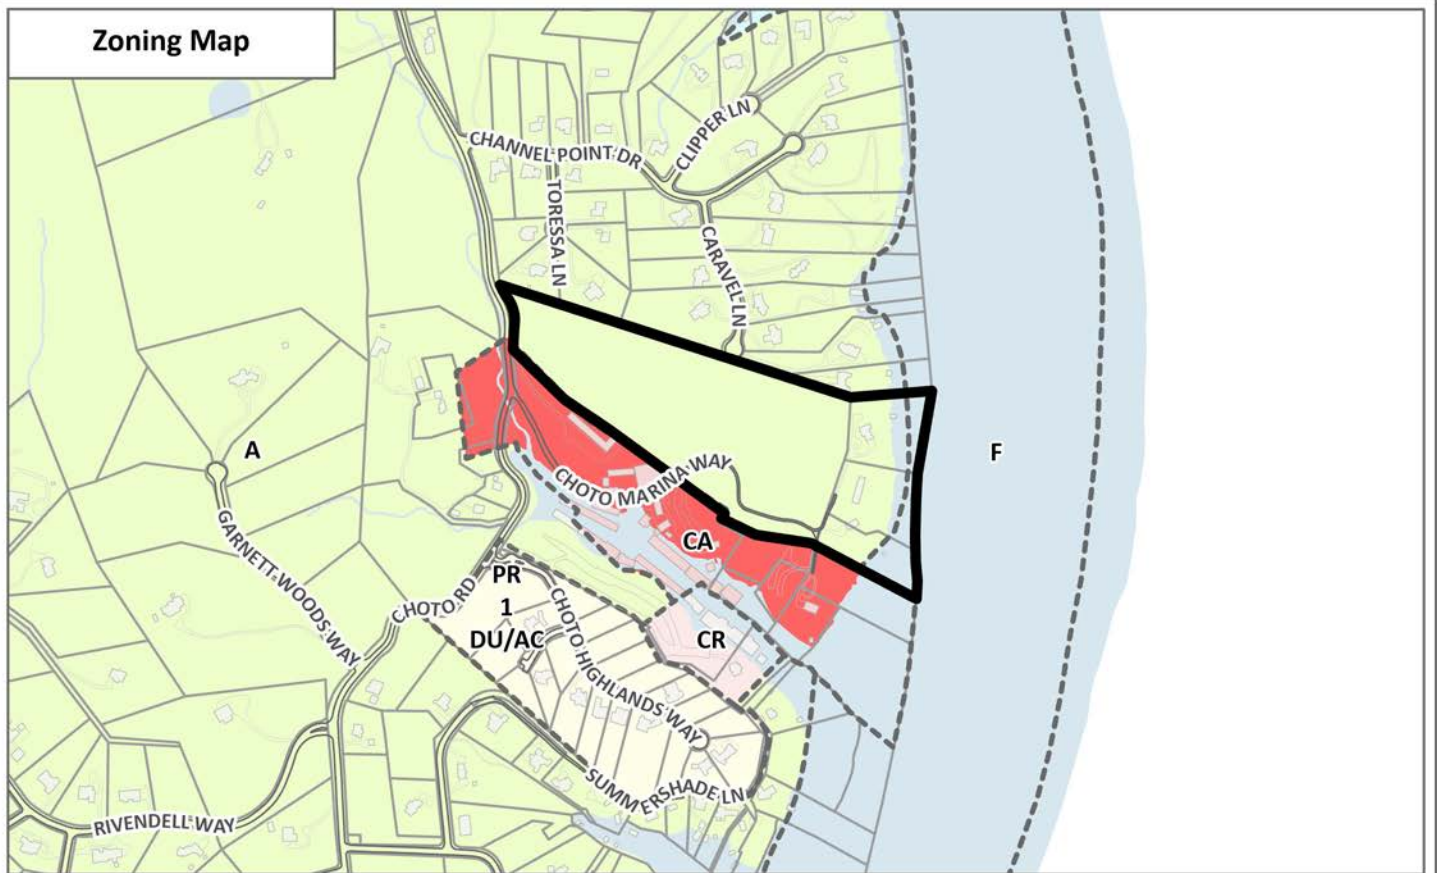 Zoning Map
CLIPPER LN
CHANNEL POINT DR
TORESSA LN
CARAVEL LN
A
F
CHOTO MARINA WAY
CA
GARNETT WOODS WAY
CHOTO RD
PR
1
DU/AC
CHOTO HIGHLANDS WAY
CR
SUMMERSHADE LN
RIVENDELL WAY